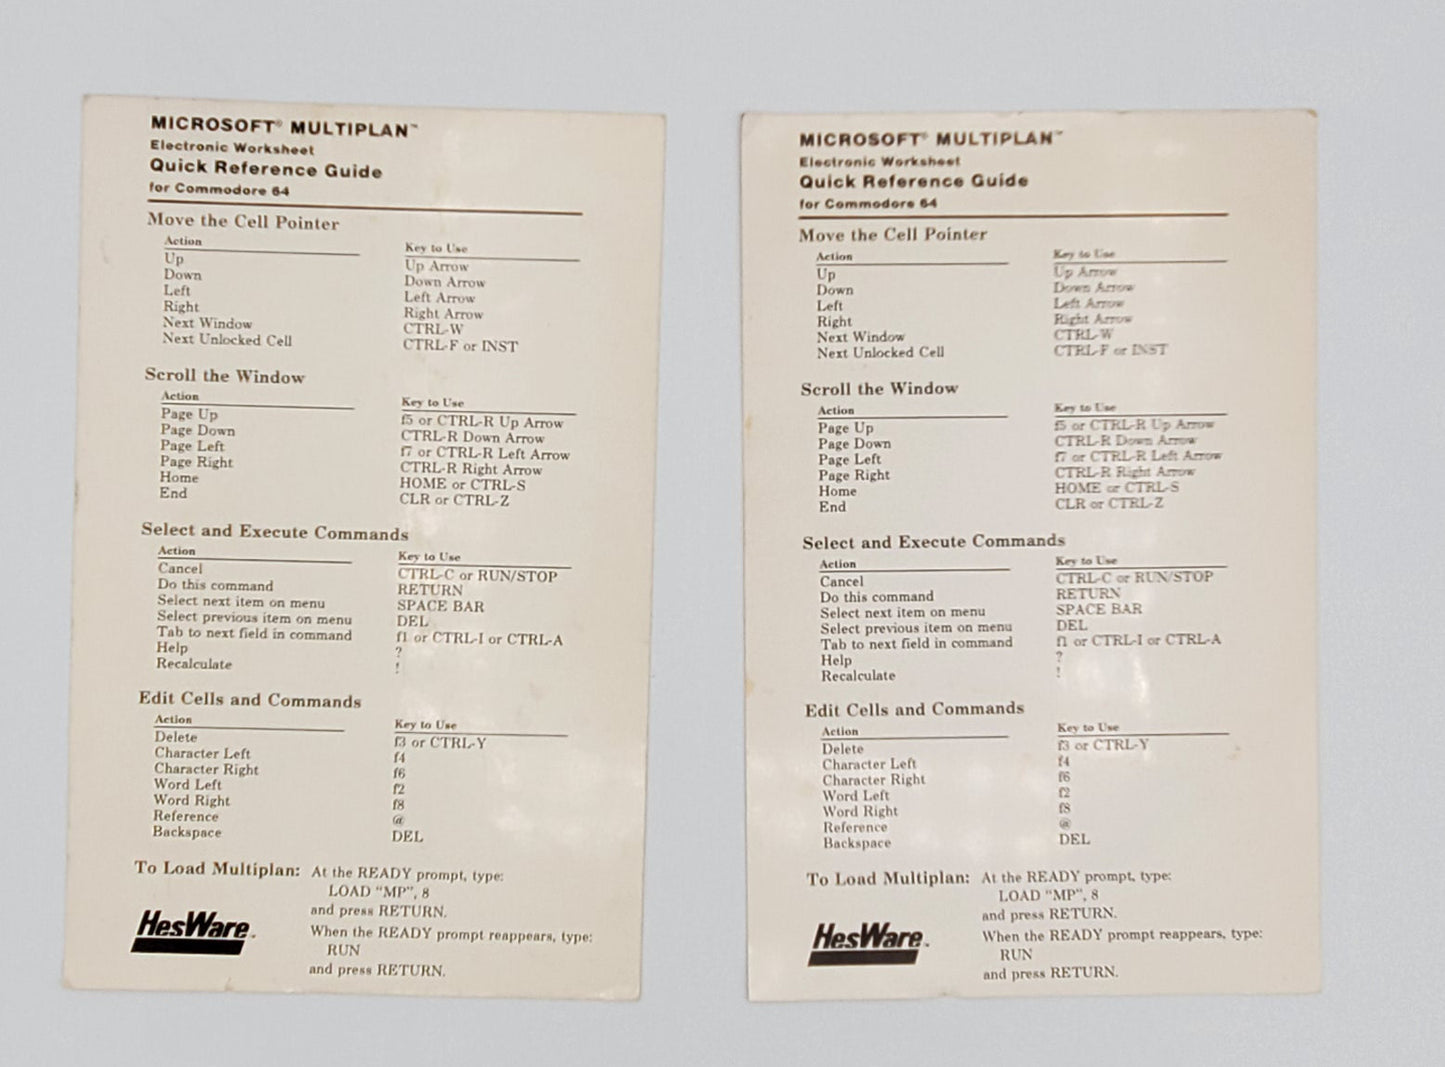 MICROSOFT® MULTIPLAN™
Electronic Worksheet
Quick Reference Guide
for Commodore 64
Move the Cell Pointer
Action Key to Use
Up Up Arrow
Down Down Arrow
Left Left Arrow
Right Right Arrow
Next Window CTRL-W
Next Unlocked Cell CTRL-F or INST
Scroll the Window
Action Key to Use
Page Up f5 or CTRL-R Up Arrow
Page Down CTRL-R Down Arrow
Page Left f7 or CTRL-R Left Arrow
Page Right CTRL-R Right Arrow
Home HOME or CTRL-S
End CLR or CTRL-Z
Select and Execute Commands
Action Key to Use
Cancel CTRL-C or RUN/STOP
Do this command RETURN
Select next item on menu SPACE BAR
Select previous item on menu DEL
Tab to next field in command f1 or CTRL-I or CTRL-A
Help ?
Recalculate !
Edit Cells and Commands
Action Key to Use
Delete f3 or CTRL-Y
Character Left f4
Character Right f6
Word Left f2
Word Right f8
Reference @
Backspace DEL
To Load Multiplan: At the READY prompt, type:
LOAD "MP", 8
and press RETURN.
When the READY prompt reappears, type:
RUN
and press RETURN.
HesWare™
MICROSOFT® MULTIPLAN™
Electronic Worksheet
Quick Reference Guide
for Commodore 64
Move the Cell Pointer
Action Key to Use
Up Up Arrow
Down Down Arrow
Left Left Arrow
Right Right Arrow
Next Window CTRL-W
Next Unlocked Cell CTRL-F or INST
Scroll the Window
Action Key to Use
Page Up f5 or CTRL-R Up Arrow
Page Down CTRL-R Down Arrow
Page Left f7 or CTRL-R Left Arrow
Page Right CTRL-R Right Arrow
Home HOME or CTRL-S
End CLR or CTRL-Z
Select and Execute Commands
Action Key to Use
Cancel CTRL-C or RUN/STOP
Do this command RETURN
Select next item on menu SPACE BAR
Select previous item on menu DEL
Tab to next field in command f1 or CTRL-I or CTRL-A
Help ?
Recalculate !
Edit Cells and Commands
Action Key to Use
Delete f3 or CTRL-Y
Character Left f4
Character Right f6
Word Left f2
Word Right f8
Reference @
Backspace DEL
To Load Multiplan: At the READY prompt, type:
LOAD "MP", 8
and press RETURN.
When the READY prompt reappears, type:
RUN
and press RETURN.
HesWare™